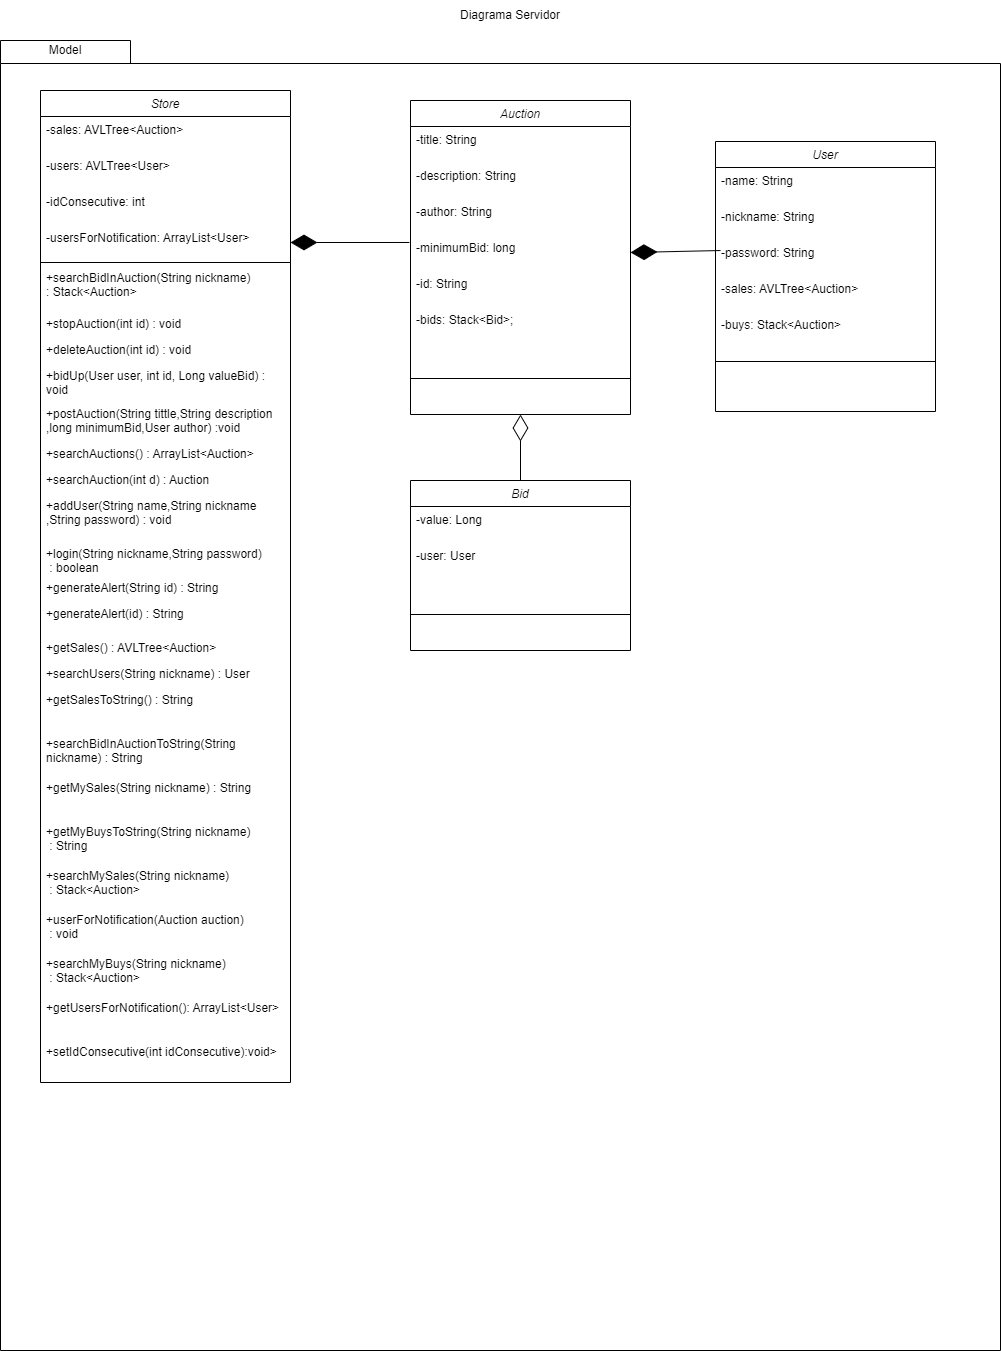 Diagrama Servidor
Model
Store
-sales: AVLTree<Auction>
-users: AVLTree<User>
-idConsecutive: int
-usersForNotification: ArrayList<User>
+searchBidInAuction(String nickname)
: Stack<Auction>
+stopAuction(int id) : void
+deleteAuction(int id) : void
+bidUp(User user, int id, Long valueBid) :
void
+postAuction(String tittle,String description
,long minimumBid,User author) :void
+searchAuctions() : ArrayList<Auction>
+searchAuction(int d) : Auction
+addUser(String name,String nickname
,String password) : void
+login(String nickname,String password)
: boolean
+generateAlert(String id) : String
+generateAlert(id) : String
+getSales() : AVLTree<Auction>
+searchUsers(String nickname) : User
+getSalesToString() : String
+searchBidInAuctionToString(String
nickname) : String
+getMySales(String nickname) : String
+getMyBuysToString(String nickname)
: String
+searchMySales(String nickname)
: Stack<Auction>
+userForNotification(Auction auction)
: void
+searchMyBuys(String nickname)
: Stack<Auction>
+getUsersForNotification(): ArrayList<User>
+setIdConsecutive(int idConsecutive):void>
Auction
-title: String
-description: String
-author: String
-minimumBid: long
-id: String
-bids: Stack<Bid>;
User
-name: String
-nickname: String
-password: String
-sales: AVLTree<Auction>
-buys: Stack<Auction>
Bid
-value: Long
-user: User